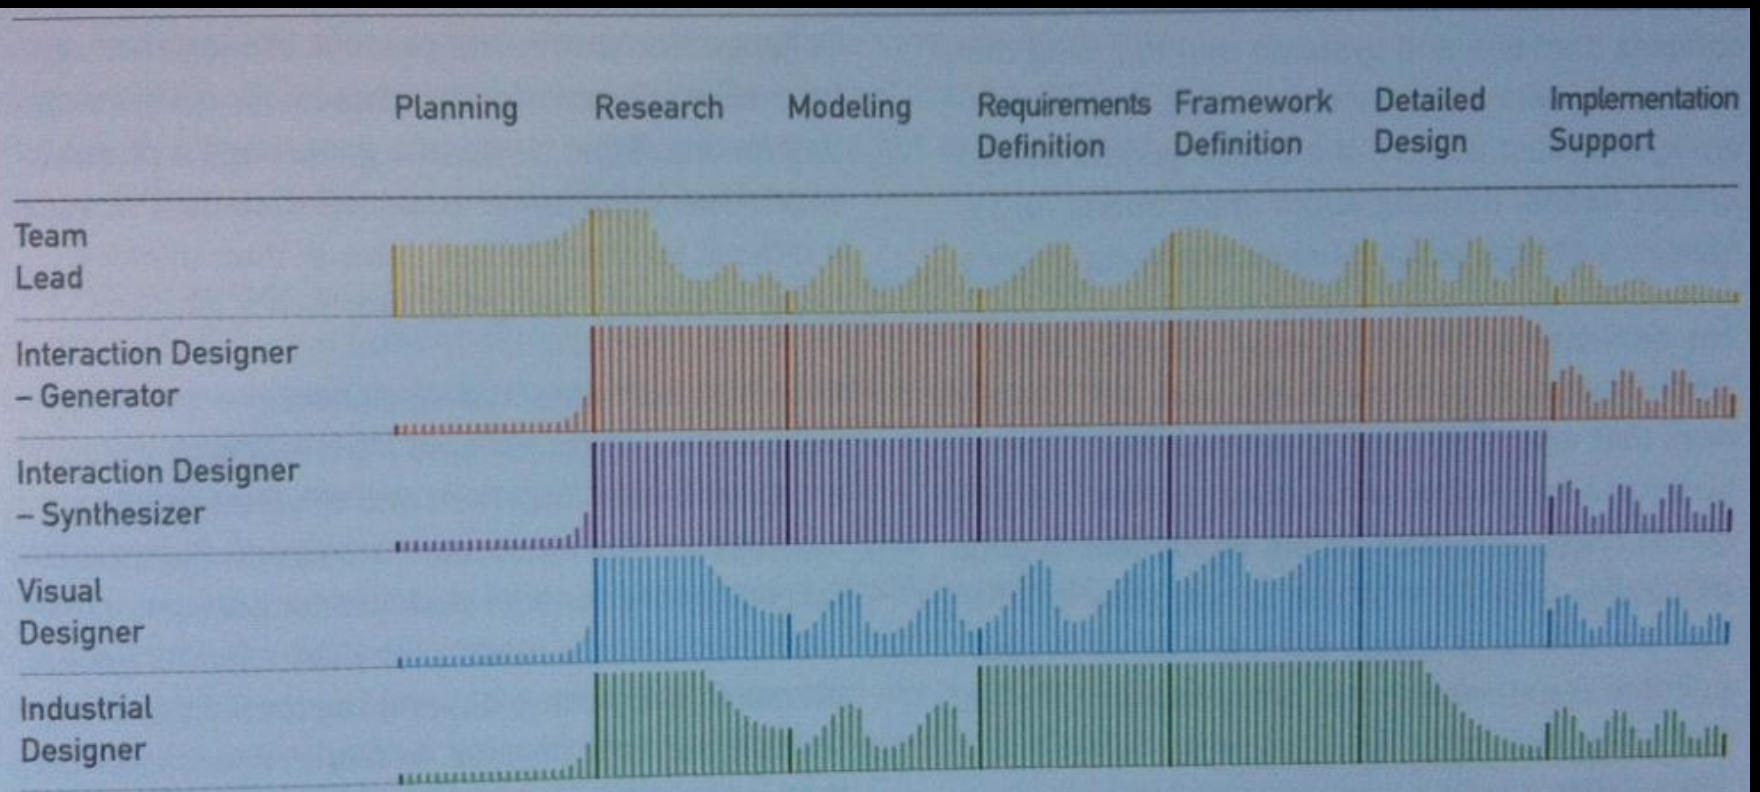 Planning
Research
Modeling
Requirements
Definition
Framework
Definition
Detailed
Design
Implementation
Support
Team
Lead
Interaction Designer
– Generator
Interaction Designer
– Synthesizer
Visual
Designer
Industrial
Designer